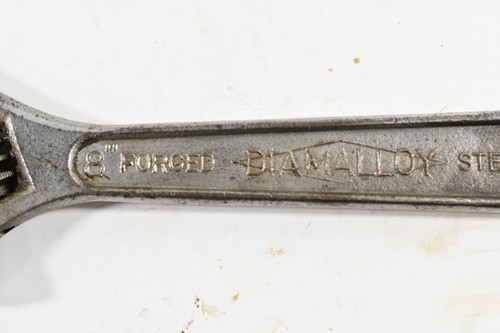 8" FORGED DIAMALLOY STE